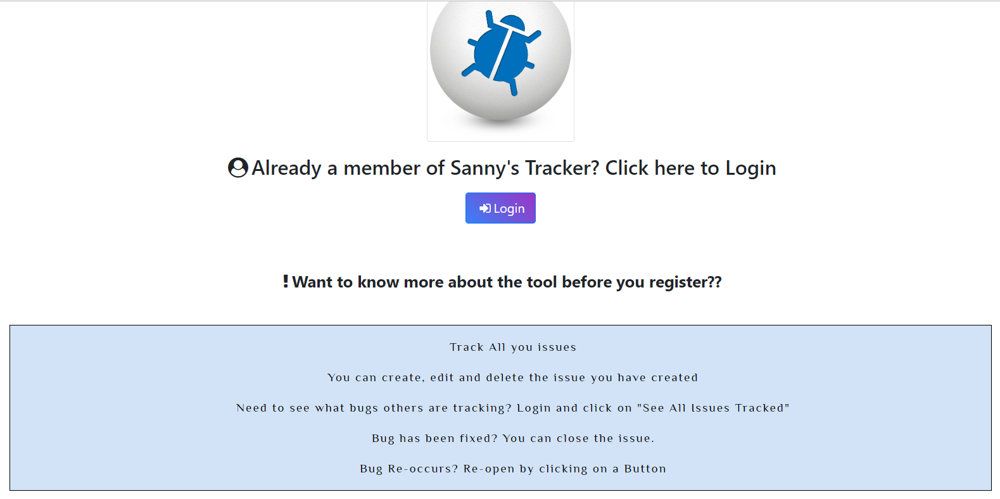 Already a member of Sanny's Tracker? Click here to Login
Login
! Want to know more about the tool before you register??
Track All you issues
You can create, edit and delete the issue you have created
Need to see what bugs others are tracking? Login and click on "See All Issues Tracked"
Bug has been fixed? You can close the issue.
Bug Re-occurs? Re-open by clicking on a Button